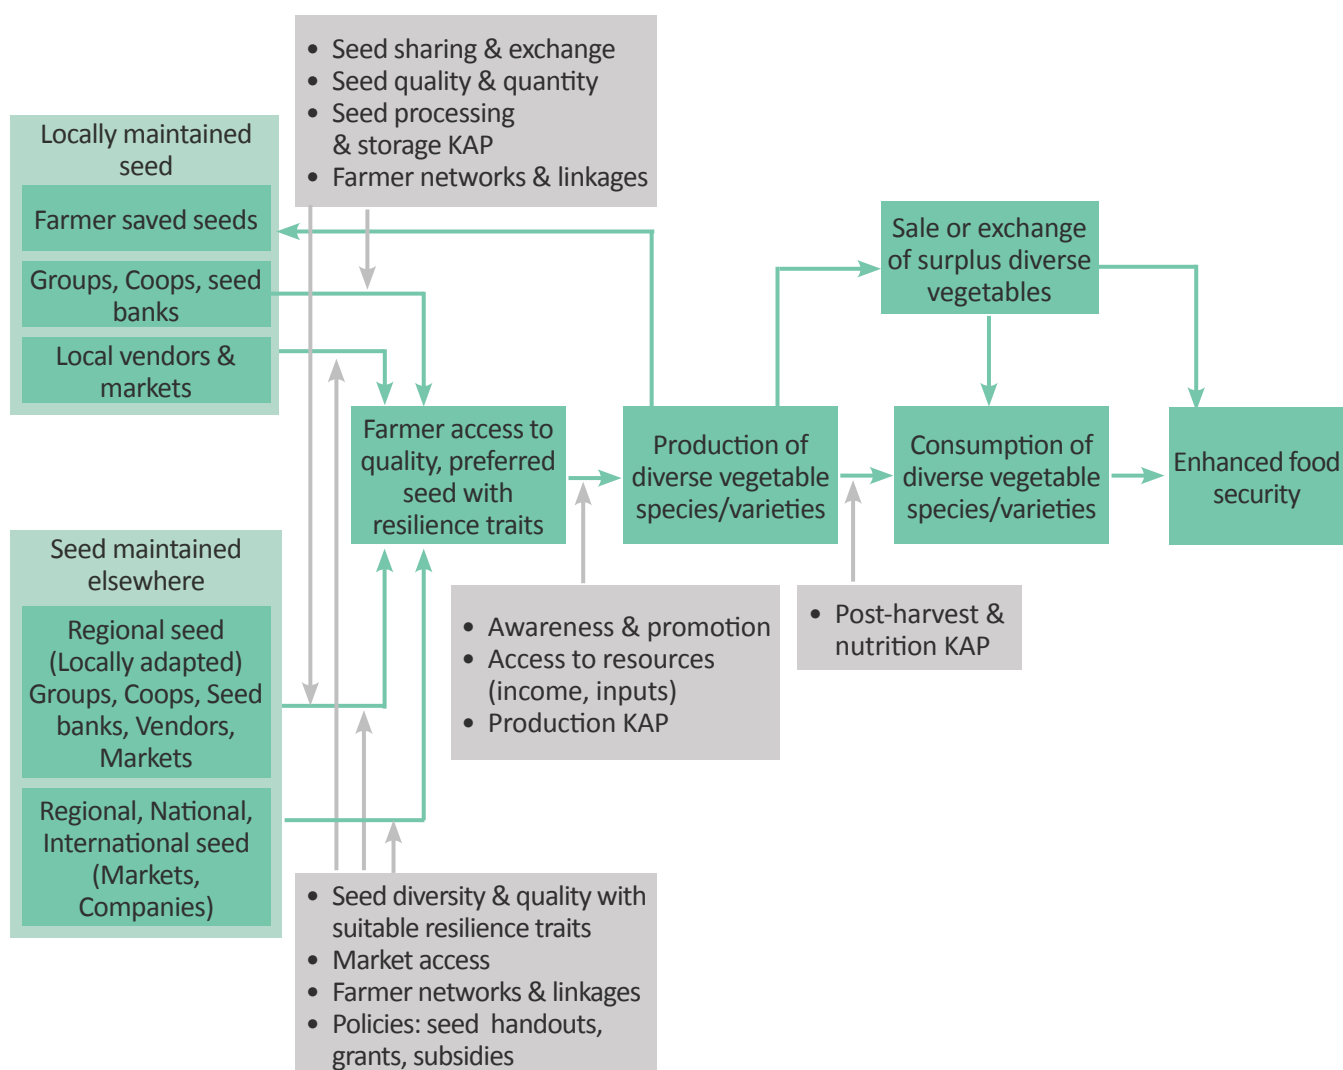 • Seed sharing & exchange
• Seed quality & quantity
• Seed processing
& storage KAP
• Farmer networks & linkages
Locally maintained
seed
Farmer saved seeds
Groups, Coops, seed
banks
Local vendors &
markets
Sale or exchange
of surplus diverse
vegetables
Farmer access to
quality, preferred
seed with
resilience traits
Production of
diverse vegetable
species/varieties
Consumption of
diverse vegetable
species/varieties
Enhanced food
security
Seed maintained
elsewhere
Regional seed
(Locally adapted)
Groups, Coops, Seed
banks, Vendors,
Markets
Regional, National,
International seed
(Markets,
Companies)
• Awareness & promotion
• Access to resources
(income, inputs)
• Production KAP
• Post-harvest &
nutrition KAP
• Seed diversity & quality with
suitable resilience traits
• Market access
• Farmer networks & linkages
• Policies: seed handouts,
grants, subsidies